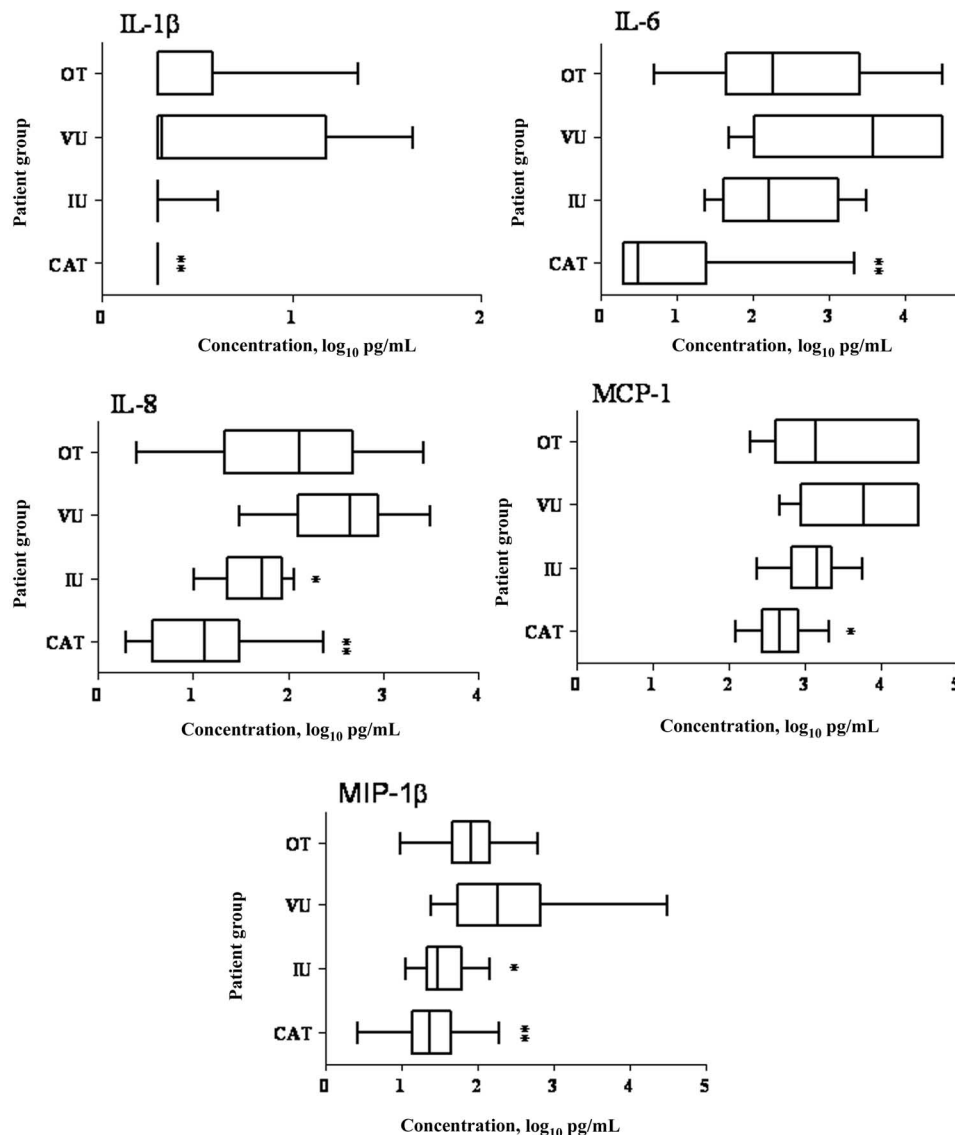 IL-1β
Patient group
OT
VU
IU
CAT
**
0 1 2
Concentration, log10 pg/mL
IL-6
Patient group
OT
VU
IU
CAT
**
0 1 2 3 4
Concentration, log10 pg/mL
IL-8
Patient group
OT
VU
IU
*
CAT
**
0 1 2 3 4
Concentration, log10 pg/mL
MCP-1
Patient group
OT
VU
IU
CAT
*
0 1 2 3 4 5
Concentration, log10 pg/mL
MIP-1β
Patient group
OT
VU
IU
*
CAT
**
0 1 2 3 4 5
Concentration, log10 pg/mL